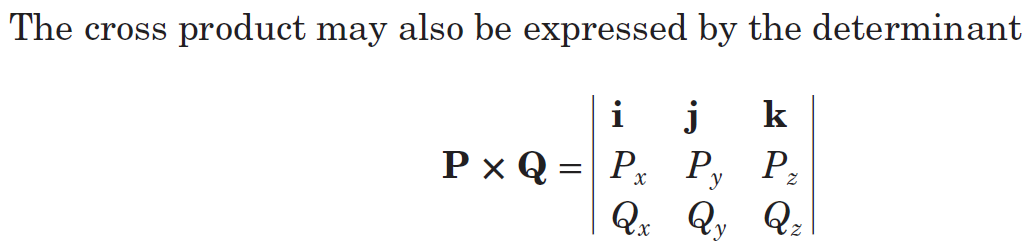 The cross product may also be expressed by the determinant
i j k
P × Q = | P_x P_y P_z |
Q_x Q_y Q_z